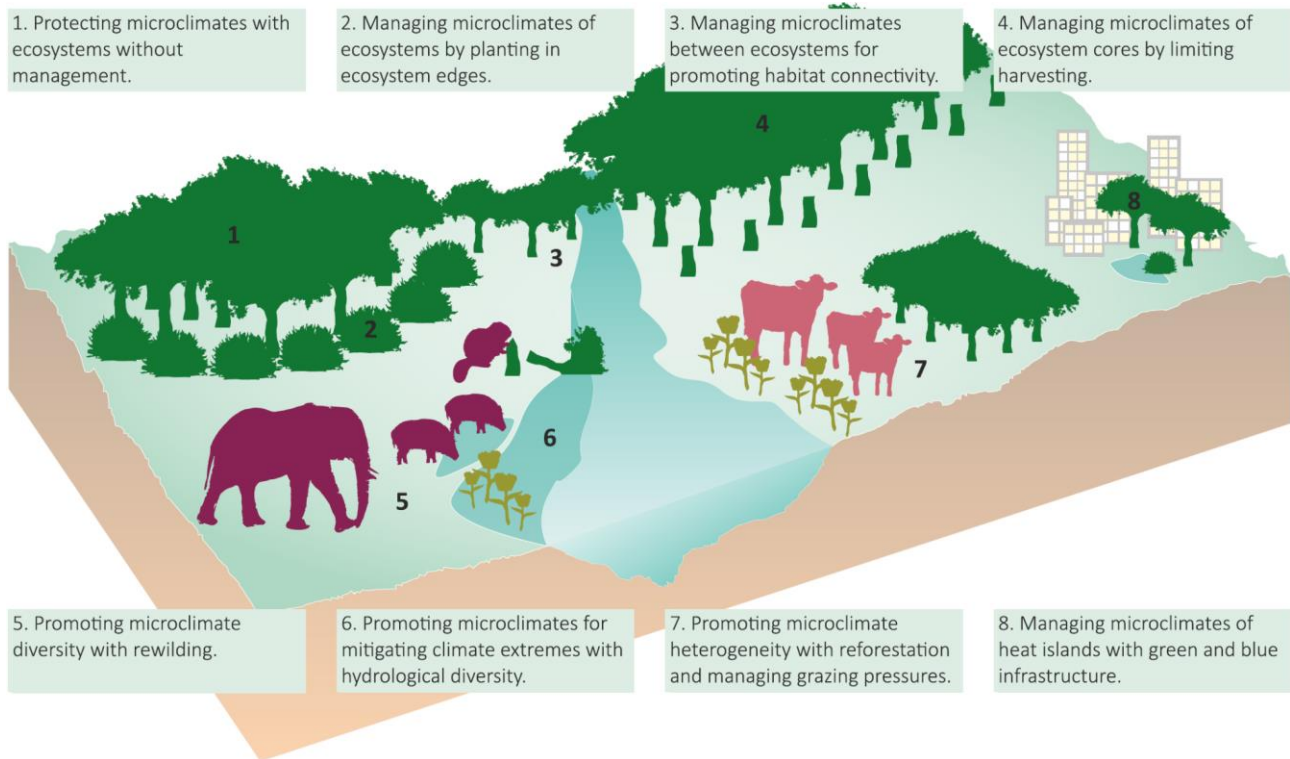 1. Protecting microclimates with
ecosystems without
management.
2. Managing microclimates of
ecosystems by planting in
ecosystem edges.
3. Managing microclimates
between ecosystems for
promoting habitat connectivity.
4. Managing microclimates of
ecosystem cores by limiting
harvesting.
4
8
1
3
2
7
6
5
5. Promoting microclimate
diversity with rewilding.
6. Promoting microclimates for
mitigating climate extremes with
hydrological diversity.
7. Promoting microclimate
heterogeneity with reforestation
and managing grazing pressures.
8. Managing microclimates of
heat islands with green and blue
infrastructure.